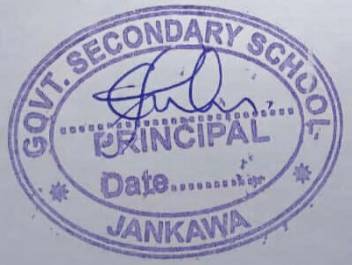 GOVT. SECONDARY SCHOOL
PRINCIPAL
Date............
JANKAWA